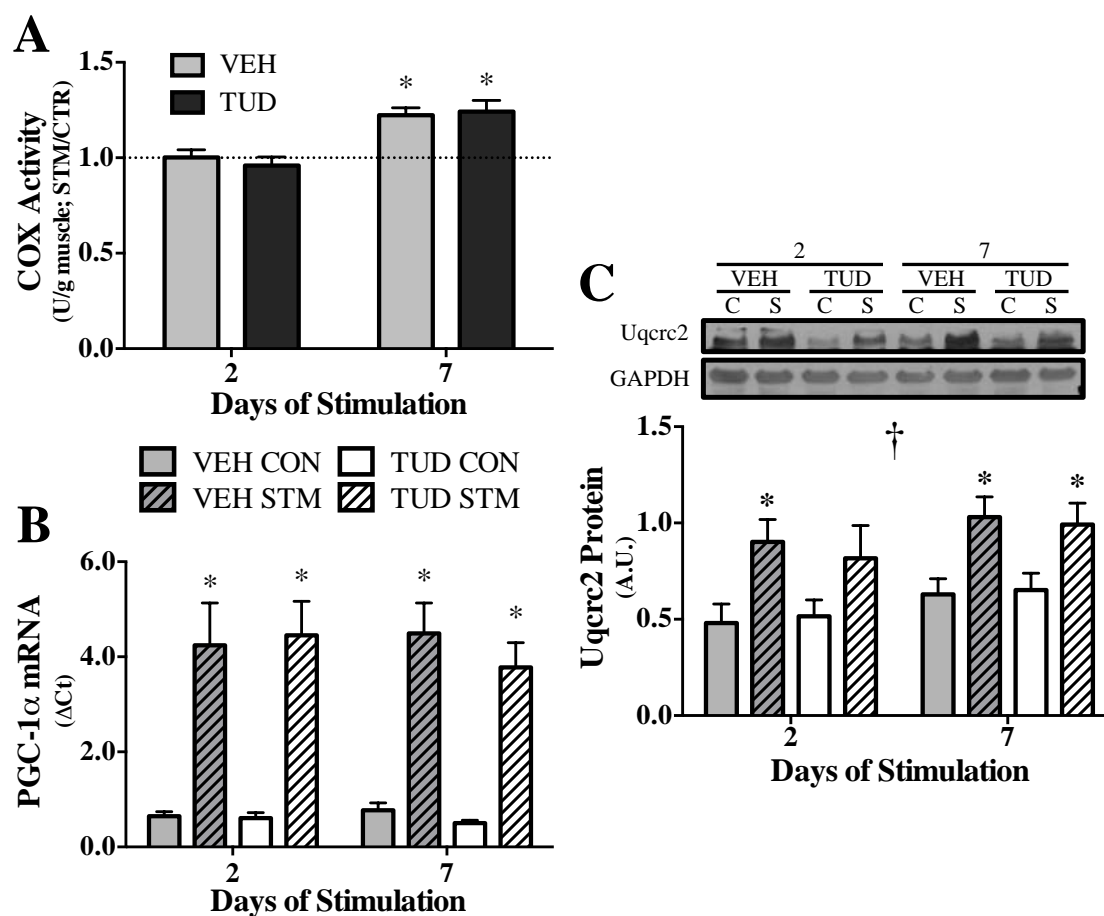 A
COX Activity
(U/g muscle; STM/CTR)
1.5
1.0
0.5
0.0
VEH
TUD
* *
2 7
Days of Stimulation
VEH CON TUD CON
VEH STM TUD STM
B
PGC-1α mRNA
(ΔCt)
6.0
4.0
2.0
0.0
* * * *
2 7
Days of Stimulation
C
2 7
VEH TUD VEH TUD
C S C S C S C S
Uqcrc2
GAPDH
Uqcrc2 Protein
(A.U.)
1.5
1.0
0.5
0.0
†
* * *
2 7
Days of Stimulation